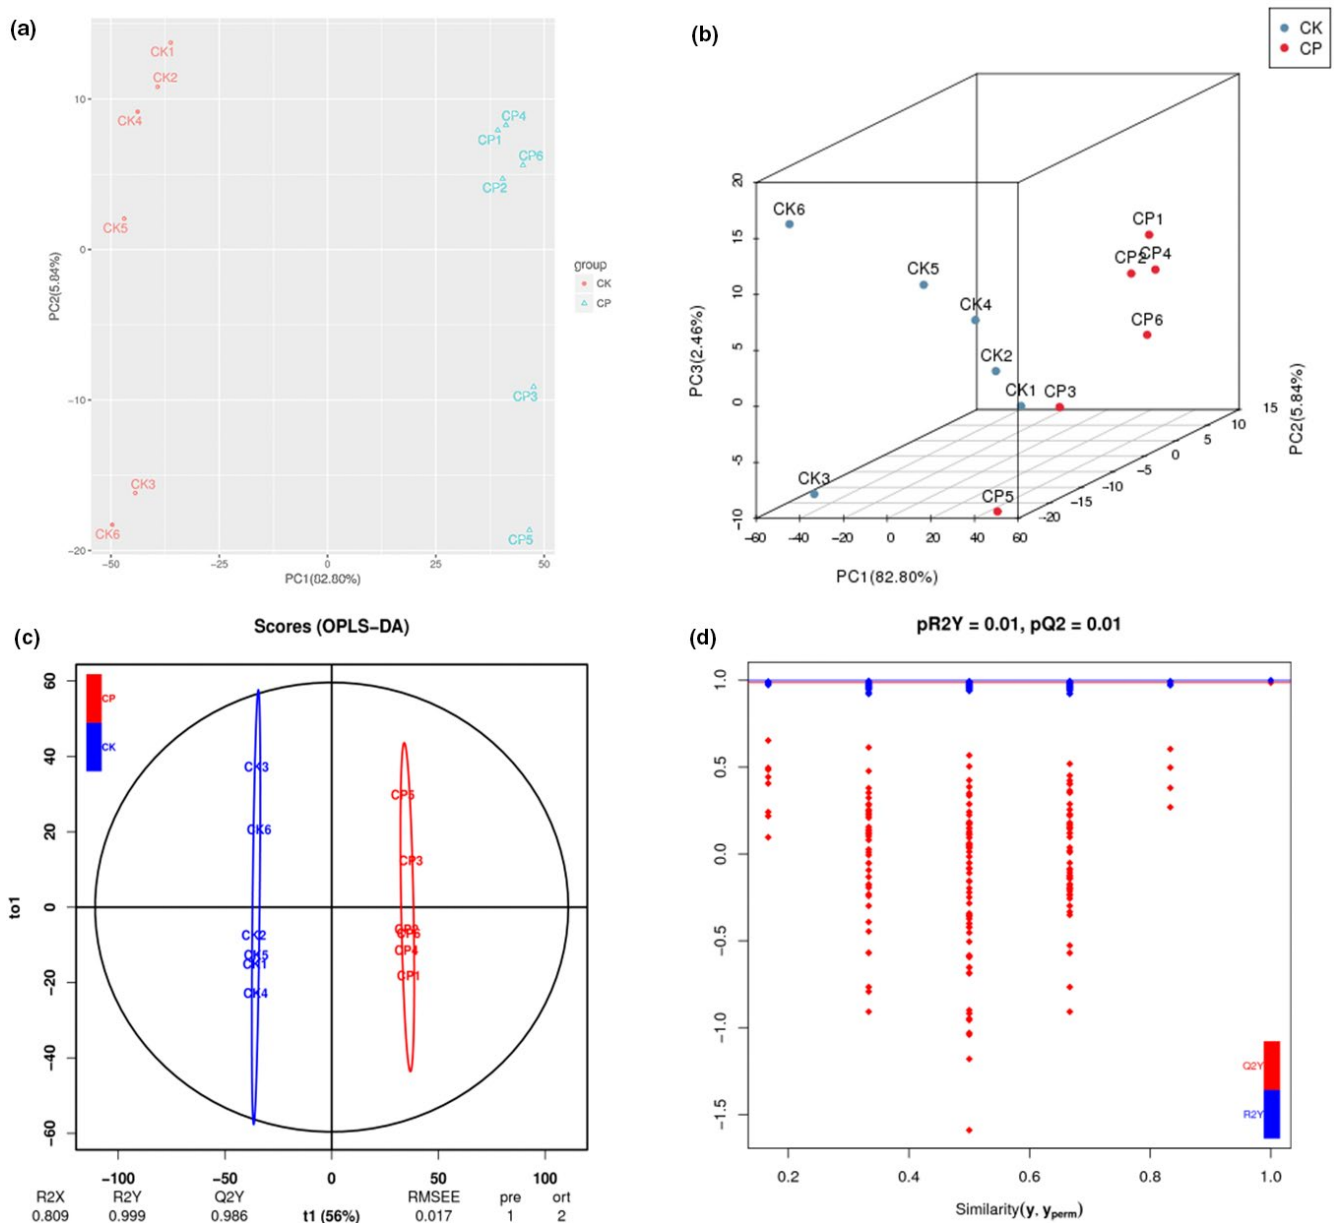 (a)
CK1
CK2
CK4
CK5
CK3
CK6
CP4
CP1
CP6
CP2
CP3
CP5
10
0
−10
−20
−50
−25
0
25
50
PC2(5.84%)
PC1(82.80%)
group
CK
CP
(b)
CK
CP
CK6
CK5
CK4
CK2
CK1
CP3
CK3
CP5
CP1
CP2
CP4
CP6
20
15
10
5
0
−5
−10
−60
−40
−20
0
20
40
60
−20
−15
−10
−5
0
5
10
15
PC3(2.46%)
PC1(82.80%)
PC2(5.84%)
(c)
Scores (OPLS−DA)
CP
CK
CK3
CK6
CK2
CK5
CK1
CK4
CP5
CP3
CP2
CP6
CP4
CP1
60
40
20
0
−20
−40
−60
to1
−100
−50
0
50
100
R2X R2Y Q2Y RMSEE pre ort
0.809 0.999 0.986 t1 (56%) 0.017 1 2
(d)
pR2Y = 0.01, pQ2 = 0.01
1.0
0.5
0.0
−0.5
−1.0
−1.5
Q2Y
R2Y
0.2
0.4
0.6
0.8
1.0
Similarity(y, yperm)